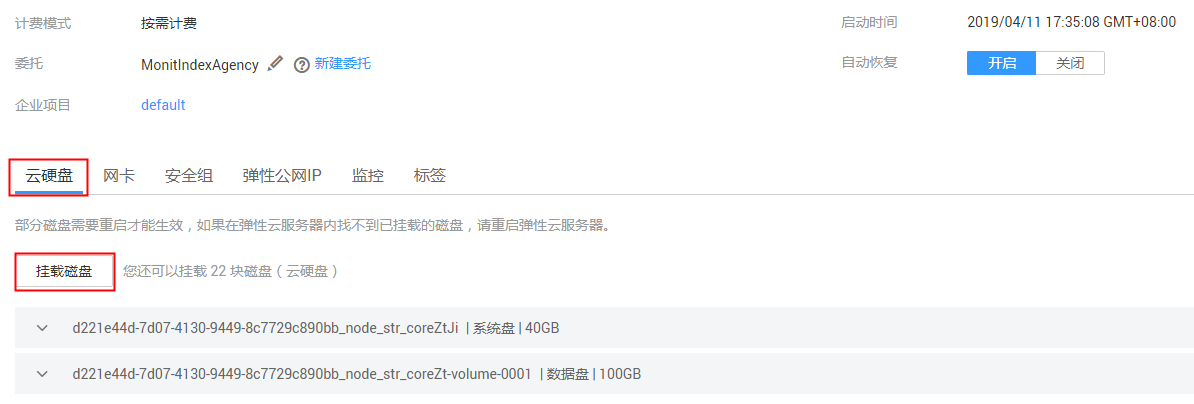 计费模式 按需计费 启动时间 2019/04/11 17:35:08 GMT+08:00
委托 MonitIndexAgency 新建委托 自动恢复 开启 关闭
企业项目 default
云硬盘 网卡 安全组 弹性公网IP 监控 标签
部分磁盘需要重启才能生效，如果在弹性云服务器内找不到已挂载的磁盘，请重启弹性云服务器。
挂载磁盘 您还可以挂载 22 块磁盘（云硬盘）
d221e44d-7d07-4130-9449-8c7729c890bb_node_str_coreZtJi | 系统盘 | 40GB
d221e44d-7d07-4130-9449-8c7729c890bb_node_str_coreZt-volume-0001 | 数据盘 | 100GB